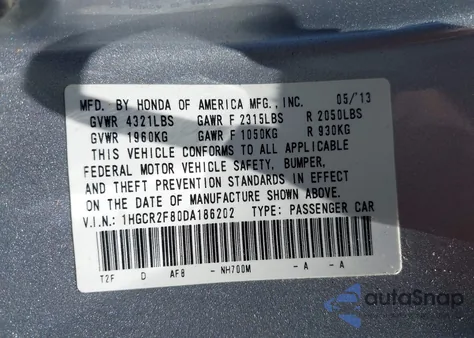 MFD. BY HONDA OF AMERICA MFG., INC. 05/'13
GVWR 4321LBS GAWR F 2315LBS R 2050LBS
GVWR 1960KG GAWR F 1050KG R 930KG
THIS VEHICLE CONFORMS TO ALL APPLICABLE
FEDERAL MOTOR VEHICLE SAFETY, BUMPER,
AND THEFT PREVENTION STANDARDS IN EFFECT
ON THE DATE OF MANUFACTURE SHOWN ABOVE.
V.I.N.: 1HGCR2F80DA186202 TYPE: PASSENGER CAR
T2F D AF8 -NH700M -A -A
autoSnap